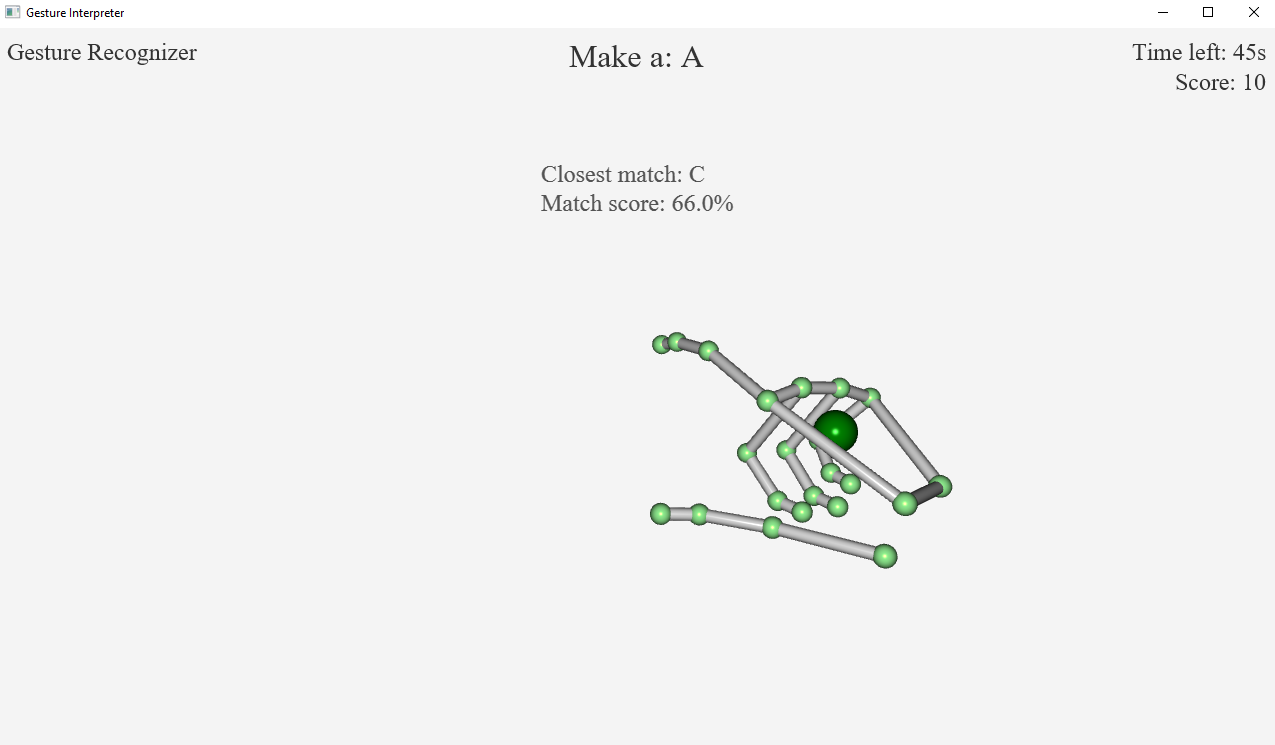 Gesture Interpreter
Gesture Recognizer
Make a: A
Time left: 45s
Score: 10
Closest match: C
Match score: 66.0%